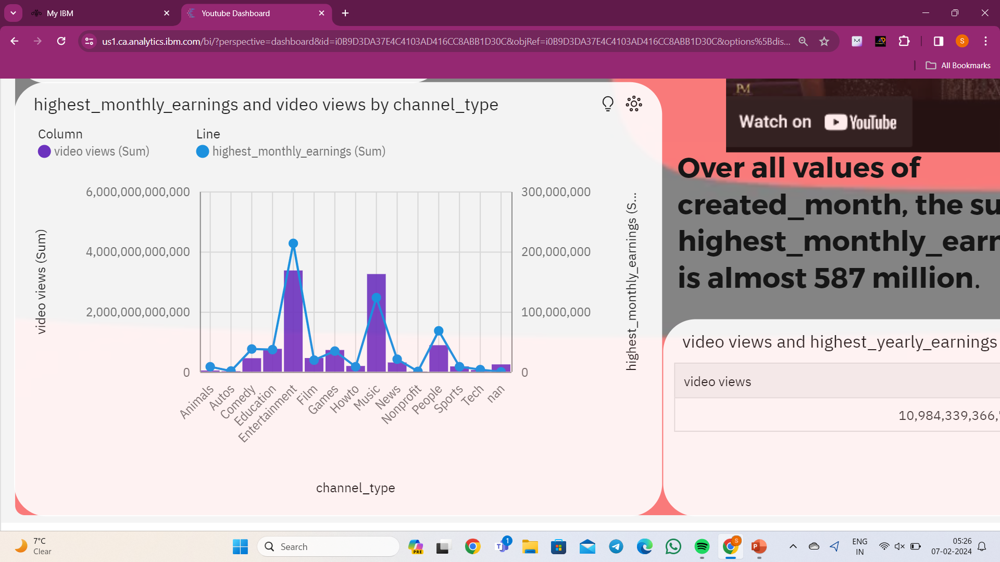 My IBM
Youtube Dashboard
us1.ca.analytics.ibm.com/bi/?perspective=dashboard&id=i0B9D3DA37E4C4103AD416CC8ABB1D30C&objRef=i0B9D3DA37E4C4103AD416CC8ABB1D30C&options%5Bdis...
S
All Bookmarks
highest_monthly_earnings and video views by channel_type
Column
Line
video views (Sum)
highest_monthly_earnings (Sum)
video views (Sum)
6,000,000,000,000
4,000,000,000,000
2,000,000,000,000
0
300,000,000
200,000,000
100,000,000
0
highest_monthly_earnings (S...
Animals
Autos
Comedy
Education
Entertainment
Film
Games
Howto
Music
News
Nonprofit
People
Sports
Tech
nan
channel_type
PM
Watch on YouTube
Over all values of
created_month, the su
highest_monthly_earn
is almost 587 million.
video views and highest_yearly_earnings
video views
10,984,339,366,
7°C
Clear
Search
PRE
1
S
ENG
IN
05:26
07-02-2024